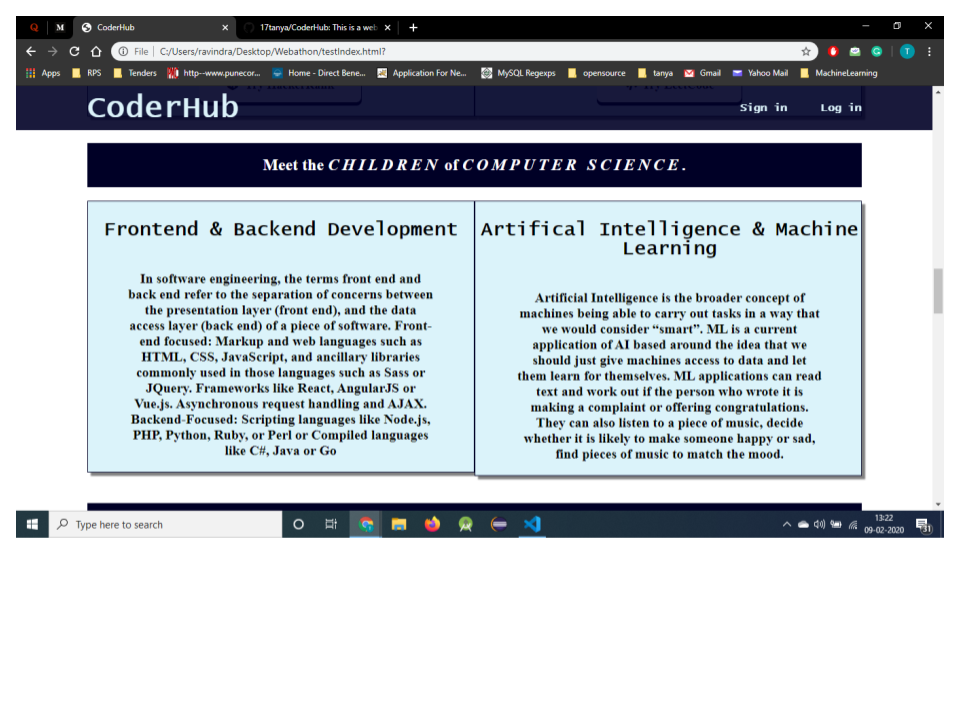 Q M CoderHub × 17tanya/CoderHub: This is a web × +
File | C:/Users/ravindra/Desktop/Webathon/testIndex.html? T
Apps RPS Tenders http--www.punecor... Home - Direct Bene... Application For Ne... MySQL Regexps opensource tanya Gmail Yahoo Mail MachineLearning
CoderHub Sign in Log in
Meet the CHILDREN of COMPUTER SCIENCE.
Frontend & Backend Development
In software engineering, the terms front end and
back end refer to the separation of concerns between
the presentation layer (front end), and the data
access layer (back end) of a piece of software. Front-
end focused: Markup and web languages such as
HTML, CSS, JavaScript, and ancillary libraries
commonly used in those languages such as Sass or
JQuery. Frameworks like React, AngularJS or
Vue.js. Asynchronous request handling and AJAX.
Backend-Focused: Scripting languages like Node.js,
PHP, Python, Ruby, or Perl or Compiled languages
like C#, Java or Go
Artifical Intelligence & Machine
Learning
Artificial Intelligence is the broader concept of
machines being able to carry out tasks in a way that
we would consider “smart”. ML is a current
application of AI based around the idea that we
should just give machines access to data and let
them learn for themselves. ML applications can read
text and work out if the person who wrote it is
making a complaint or offering congratulations.
They can also listen to a piece of music, decide
whether it is likely to make someone happy or sad,
find pieces of music to match the mood.
Type here to search
13:22
09-02-2020
31